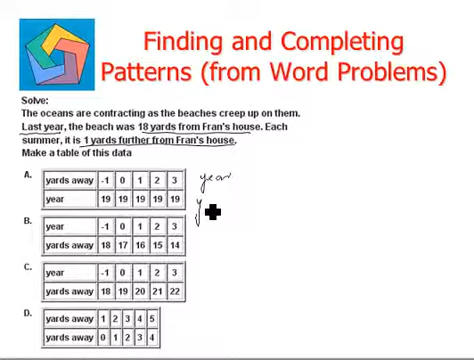 Finding and Completing
Patterns (from Word Problems)
Solve:
The oceans are contracting as the beaches creep up on them.
Last year, the beach was 18 yards from Fran's house. Each
summer, it is 1 yards further from Fran's house.
Make a table of this data
A.
yards away -1 0 1 2 3
year 19 19 19 19 19
year
y
B.
year -1 0 1 2 3
yards away 18 17 16 15 14
C.
year -1 0 1 2 3
yards away 18 19 20 21 22
D.
yards away 1 2 3 4 5
yards away 0 1 2 3 4